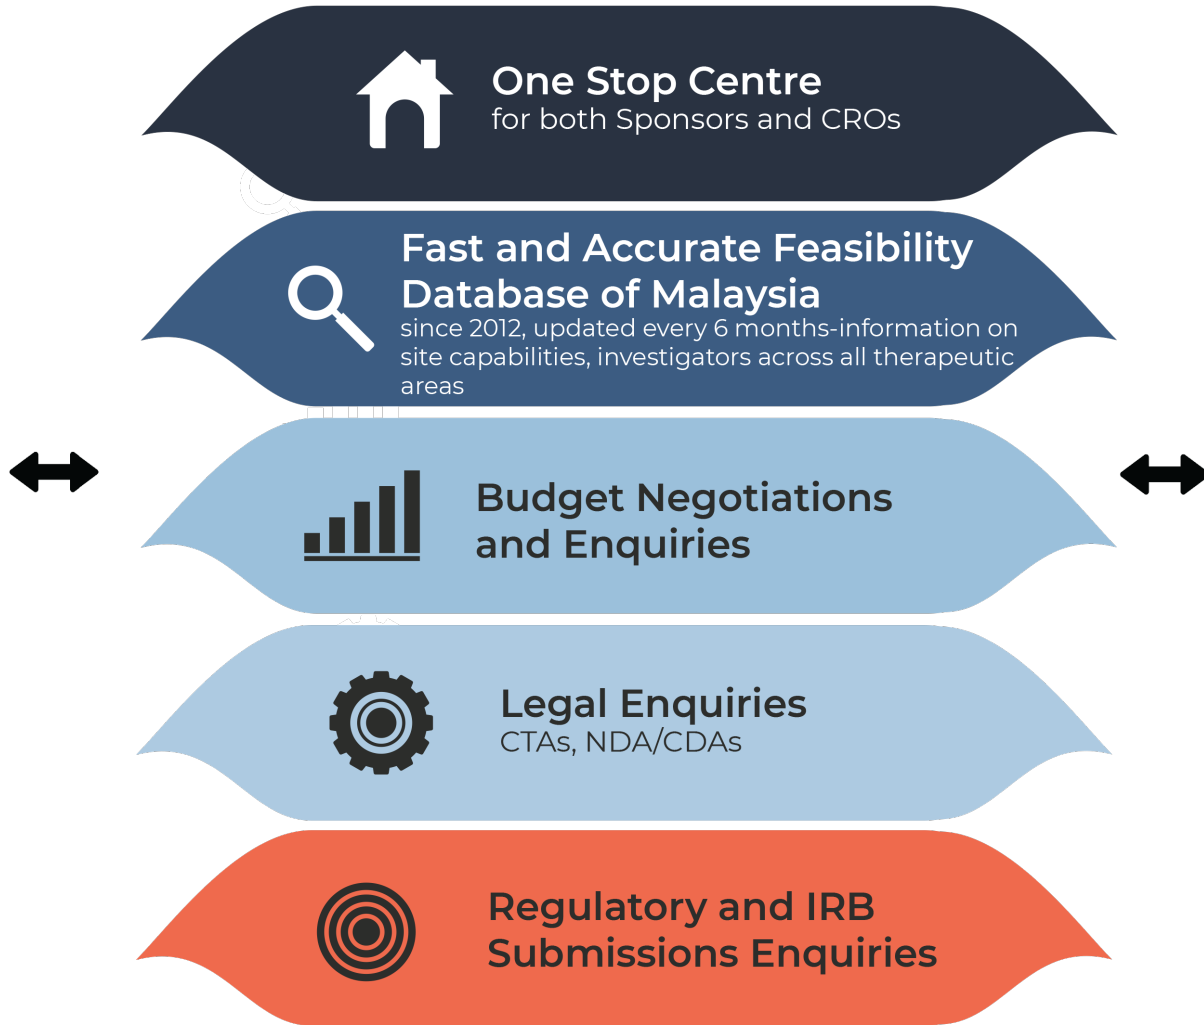 One Stop Centre
for both Sponsors and CROs
Fast and Accurate Feasibility
Database of Malaysia
since 2012, updated every 6 months-information on
site capabilities, investigators across all therapeutic
areas
Budget Negotiations
and Enquiries
Legal Enquiries
CTAs, NDA/CDAs
Regulatory and IRB
Submissions Enquiries